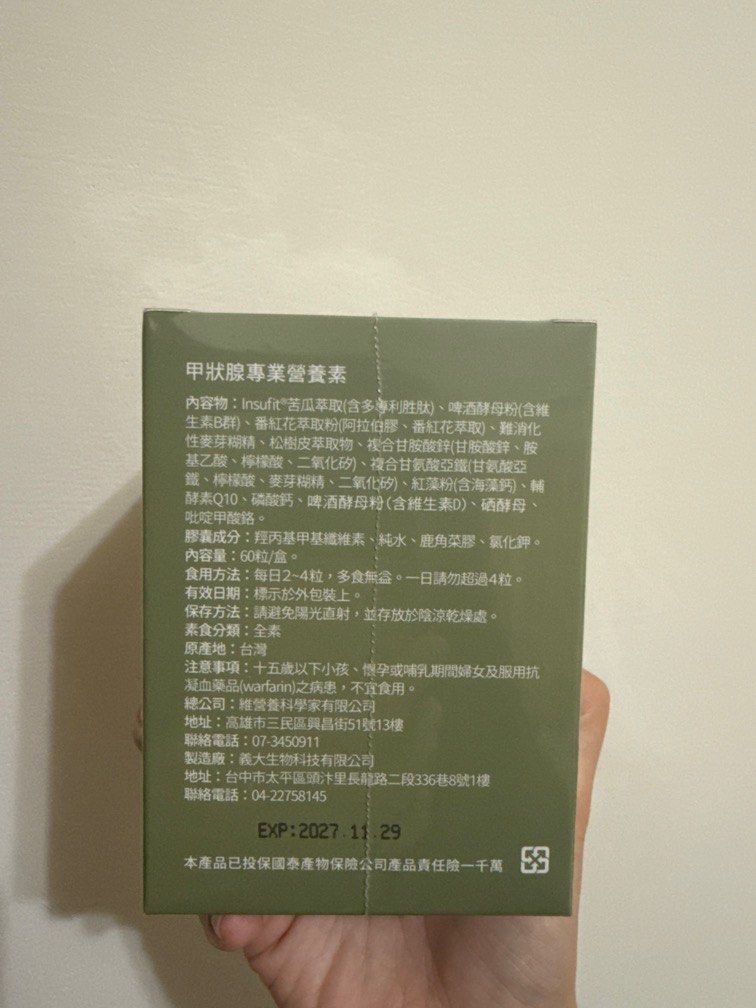 甲狀腺專業營養素
內容物：Insufit®苦瓜萃取(含多專利胜肽)、啤酒酵母粉(含維
生素B群)、番紅花萃取粉(阿拉伯膠、番紅花萃取)、難消化
性麥芽糊精、松樹皮萃取物、複合甘胺酸鋅(甘胺酸鋅、胺
基乙酸、檸檬酸、二氧化矽)、複合甘氨酸亞鐵(甘氨酸亞
鐵、檸檬酸、麥芽糊精、二氧化矽)、紅藻粉(含海藻鈣)、輔
酵素Q10、磷酸鈣、啤酒酵母粉(含維生素D)、硒酵母、
吡啶甲酸鉻。
膠囊成分：羥丙基甲基纖維素、純水、鹿角菜膠、氯化鉀。
內容量：60粒/盒。
食用方法：每日2~4粒，多食無益。一日請勿超過4粒。
有效日期：標示於外包裝上。
保存方法：請避免陽光直射，並存放於陰涼乾燥處。
素食分類：全素
原產地：台灣
注意事項：十五歲以下小孩、懷孕或哺乳期間婦女及服用抗
凝血藥品(warfarin)之病患，不宜食用。
總公司：維營養科學家有限公司
地址：高雄市三民區興昌街51號13樓
聯絡電話：07-3450911
製造廠：義大生物科技有限公司
地址：台中市太平區頭汴里長龍路二段336巷8號1樓
聯絡電話：04-22758145
EXP:2027.11.29
本產品已投保國泰產物保險公司產品責任險一千萬